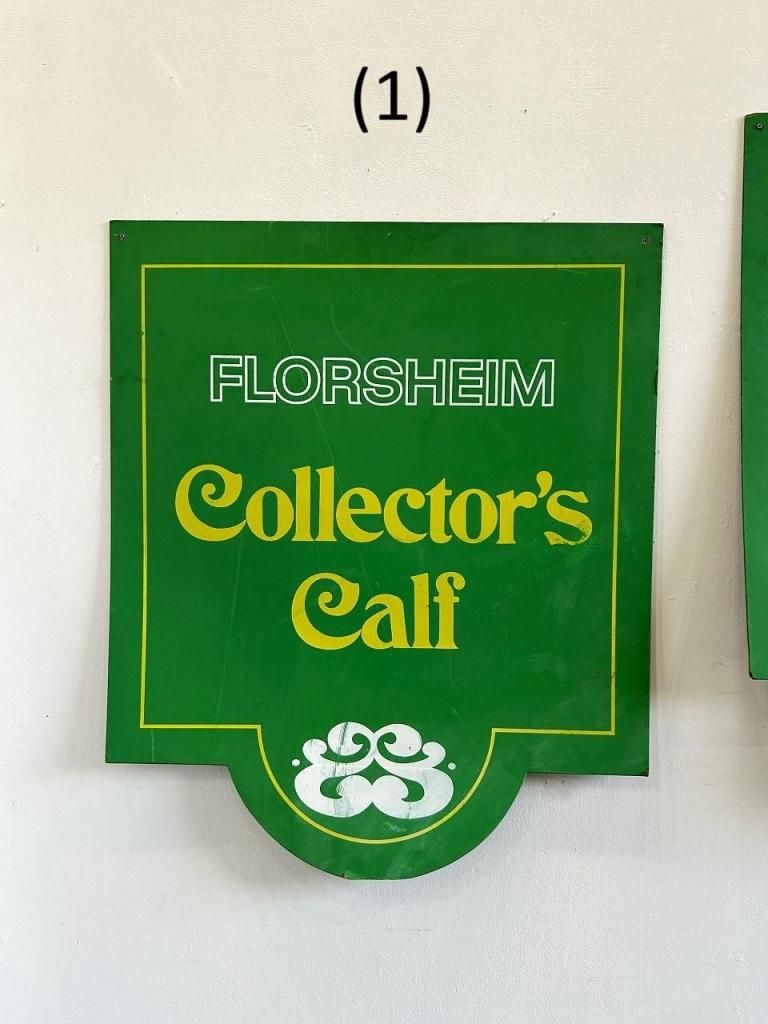 (1)
FLORSHEIM
Collector's
Calf